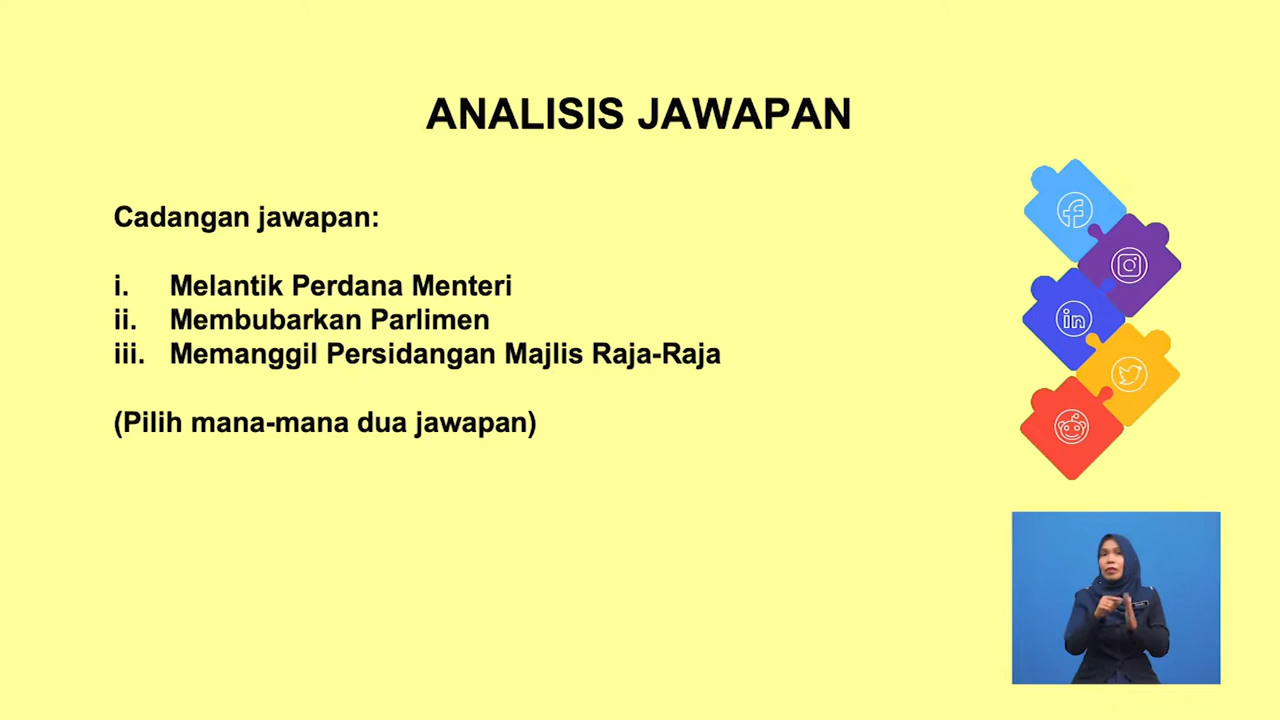 ANALISIS JAWAPAN
Cadangan jawapan:
i. Melantik Perdana Menteri
ii. Membubarkan Parlimen
iii. Memanggil Persidangan Majlis Raja-Raja
(Pilih mana-mana dua jawapan)